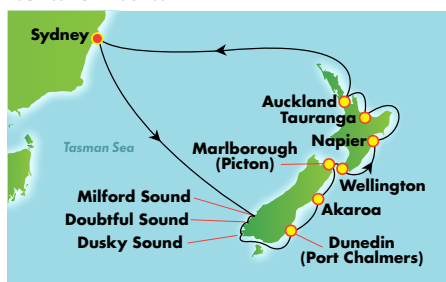 Sydney
Auckland
Tauranga
Napier
Marlborough
(Picton)
Tasman Sea
Wellington
Milford Sound
Akaroa
Doubtful Sound
Dusky Sound
Dunedin
(Port Chalmers)